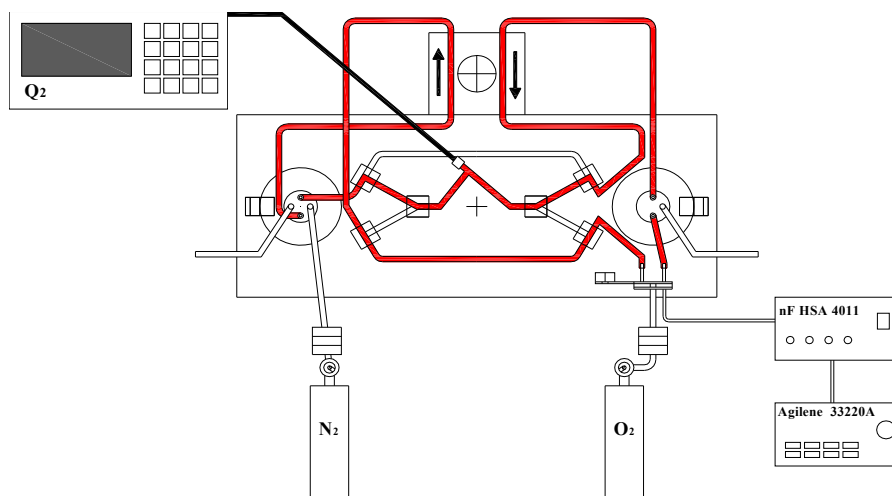 Q₂
nF HSA 4011
Agilene 33220A
N₂
O₂